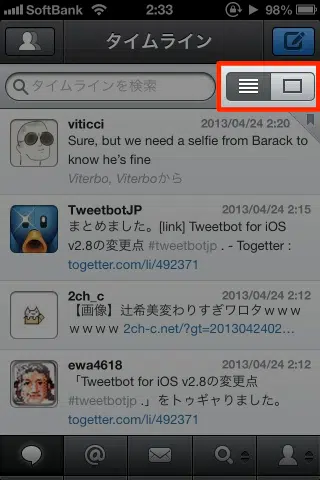 SoftBank 2:33 98%
タイムライン
タイムラインを検索
viticci 2013/04/24 2:20
Sure, but we need a selfie from Barack to
know he's fine
Viterbo, Viterboから
TweetbotJP 2013/04/24 2:15
まとめました。[link] Tweetbot for iOS
v2.8の変更点 #tweetbotjp . - Togetter :
togetter.com/li/492371
2ch_c 2013/04/24 2:12
【画像】辻希美変わりすぎワロタｗｗｗ
ｗｗｗｗ 2ch-c.net/?gt=2013042402...
ewa4618 2013/04/24 2:12
「Tweetbot for iOS v2.8の変更点
#tweetbotjp .」をトゥギャりました。
togetter.com/li/492371